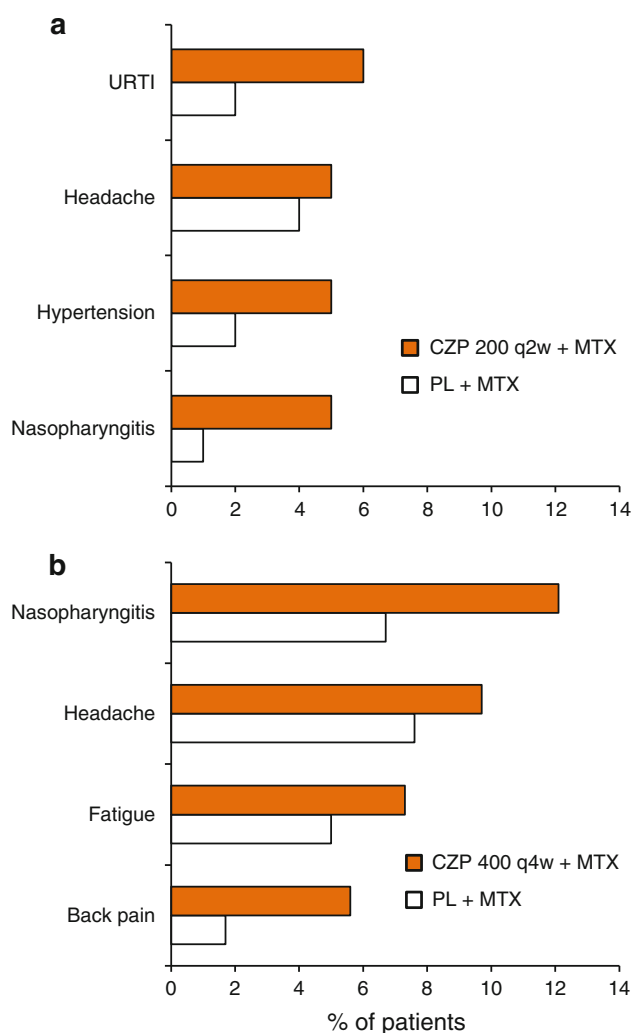 a
URTI
Headache
Hypertension
Nasopharyngitis
CZP 200 q2w + MTX
PL + MTX
0 2 4 6 8 10 12 14
b
Nasopharyngitis
Headache
Fatigue
Back pain
CZP 400 q4w + MTX
PL + MTX
0 2 4 6 8 10 12 14
% of patients